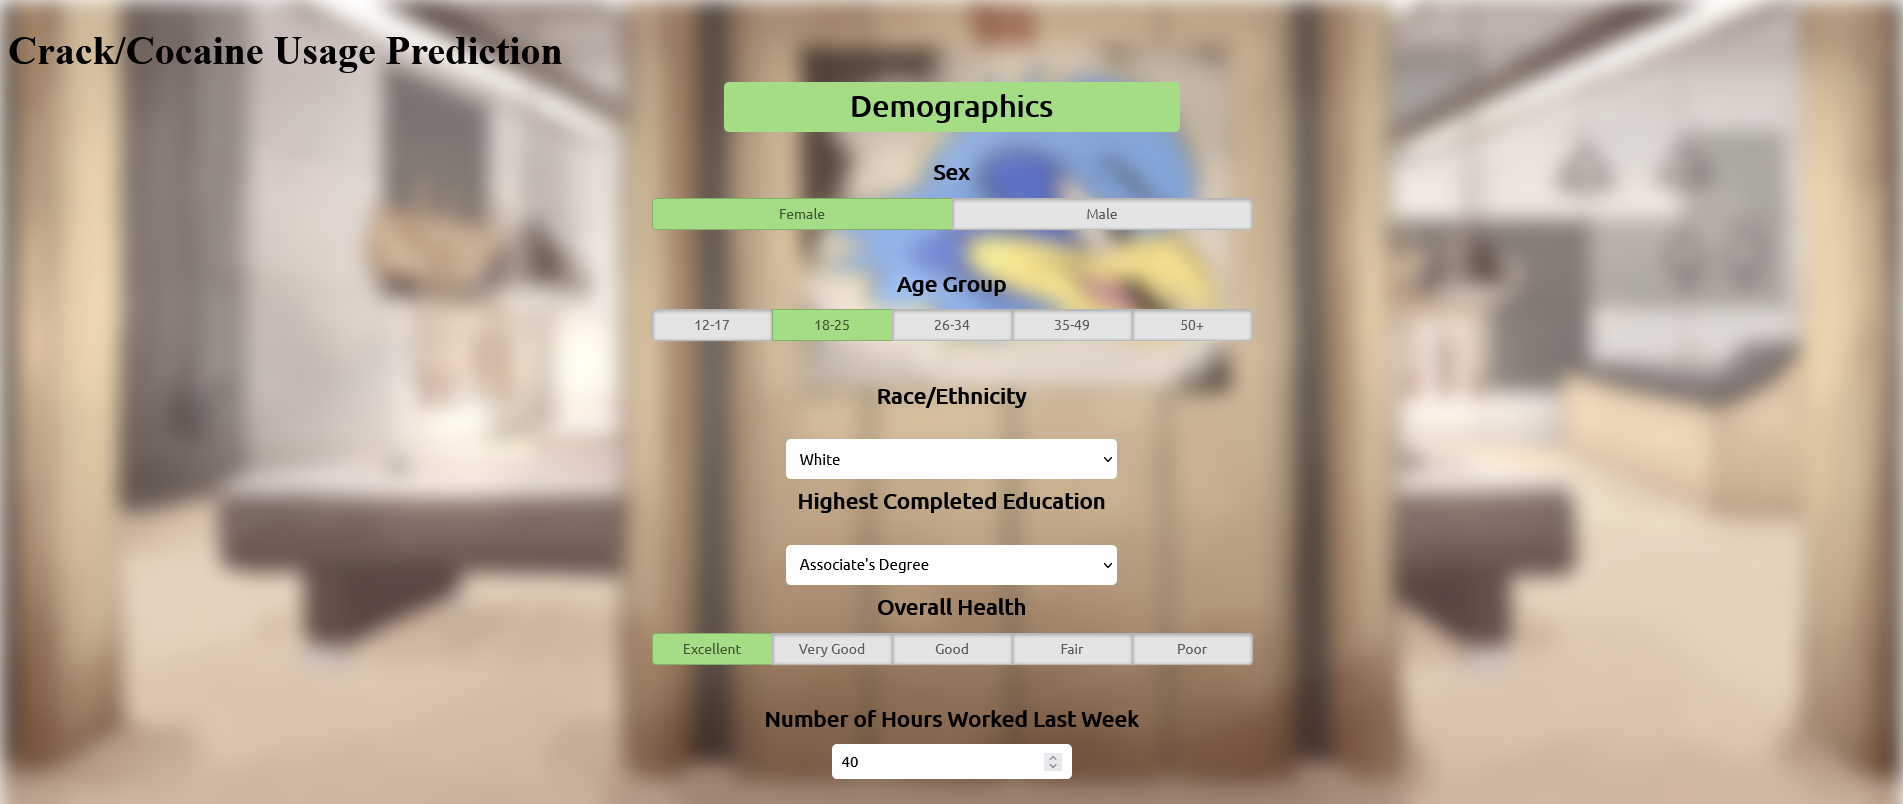 Crack/Cocaine Usage Prediction
Demographics
Sex
Female Male
Age Group
12-17 18-25 26-34 35-49 50+
Race/Ethnicity
White
Highest Completed Education
Associate's Degree
Overall Health
Excellent Very Good Good Fair Poor
Number of Hours Worked Last Week
40